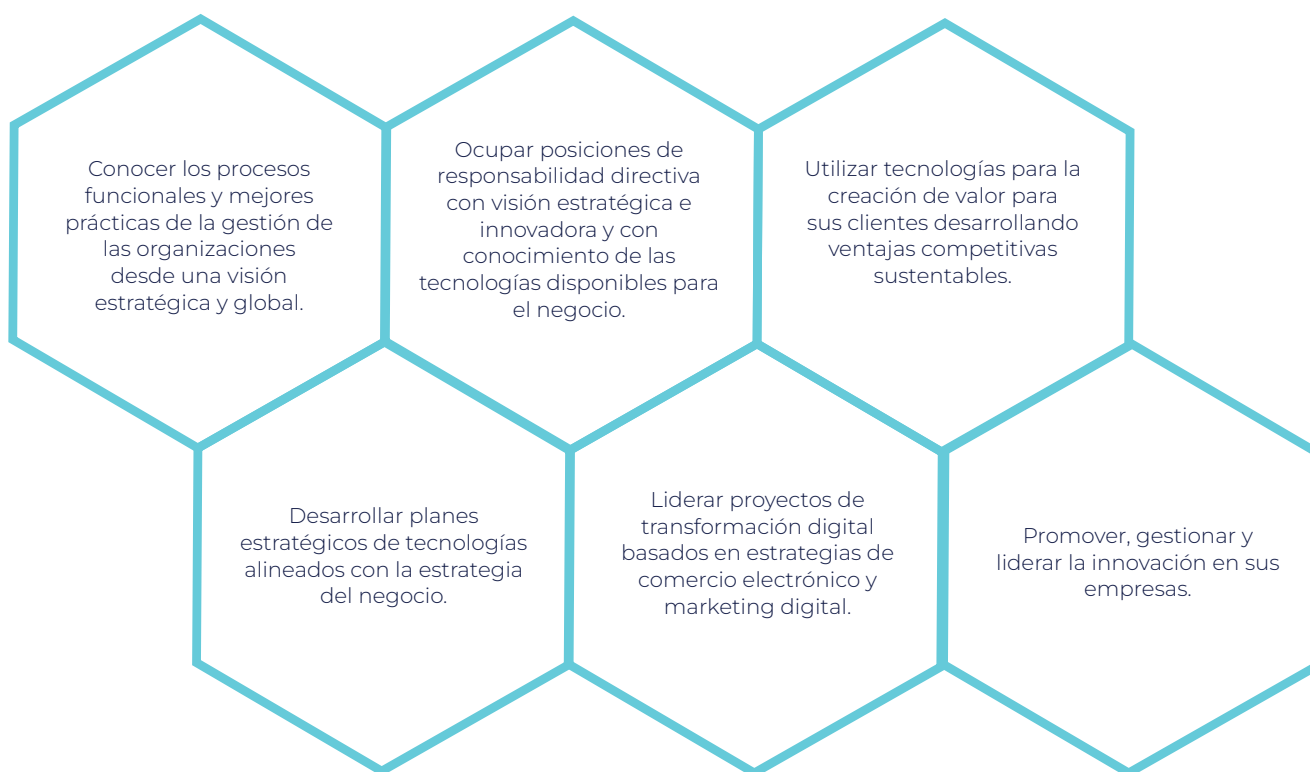 Conocer los procesos
funcionales y mejores
prácticas de la gestión de
las organizaciones
desde una visión
estratégica y global.
Ocupar posiciones de
responsabilidad directiva
con visión estratégica e
innovadora y con
conocimiento de las
tecnologías disponibles para
el negocio.
Utilizar tecnologías para la
creación de valor para
sus clientes desarrollando
ventajas competitivas
sustentables.
Desarrollar planes
estratégicos de tecnologías
alineados con la estrategia
del negocio.
Liderar proyectos de
transformación digital
basados en estrategias de
comercio electrónico y
marketing digital.
Promover, gestionar y
liderar la innovación en sus
empresas.